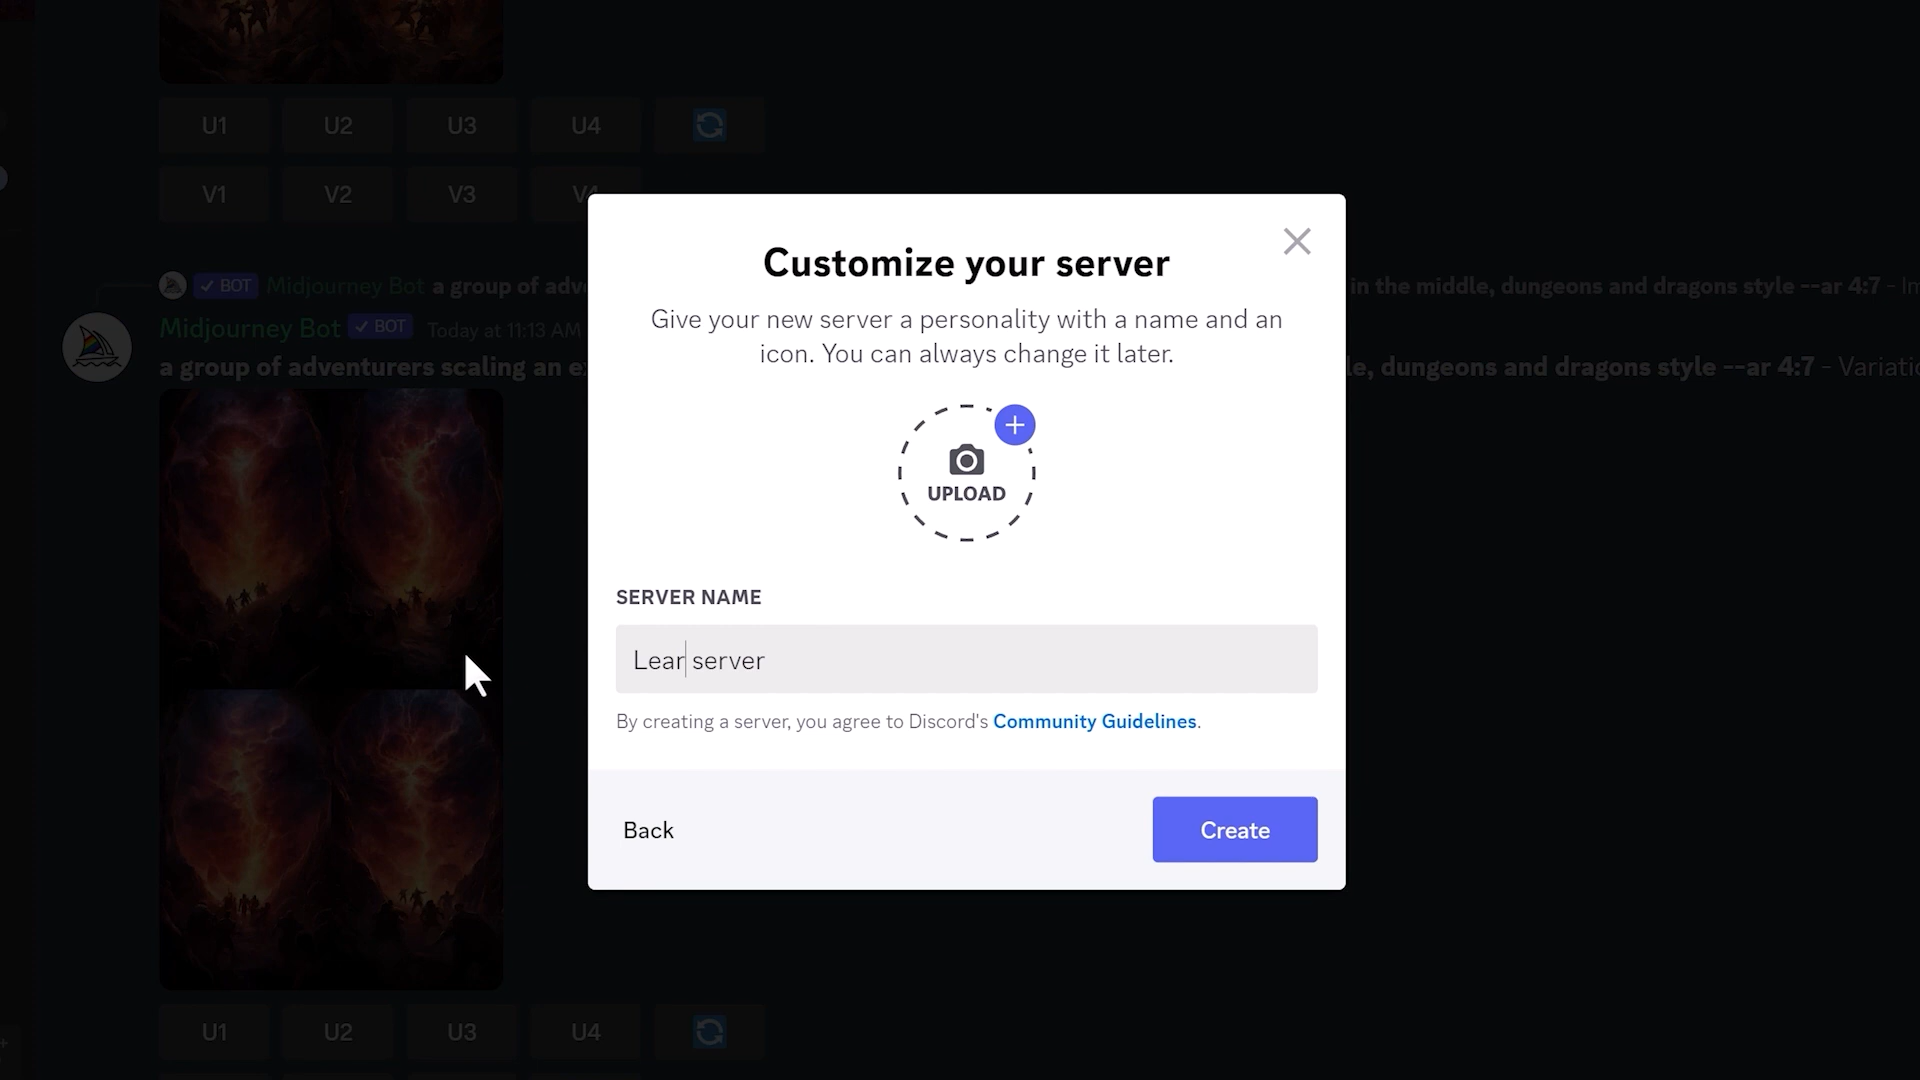 U1 U2 U3 U4
V1 V2 V3 V4
Customize your server
Give your new server a personality with a name and an
icon. You can always change it later.
BOT Midjourney Bot a group of adv in the middle, dungeons and dragons style --ar 4:7 - Im
Midjourney Bot BOT Today at 11:13 AM
a group of adventurers scaling an e le, dungeons and dragons style --ar 4:7 - Variatio
UPLOAD
SERVER NAME
Lear server
By creating a server, you agree to Discord's Community Guidelines.
Back
Create
U1 U2 U3 U4